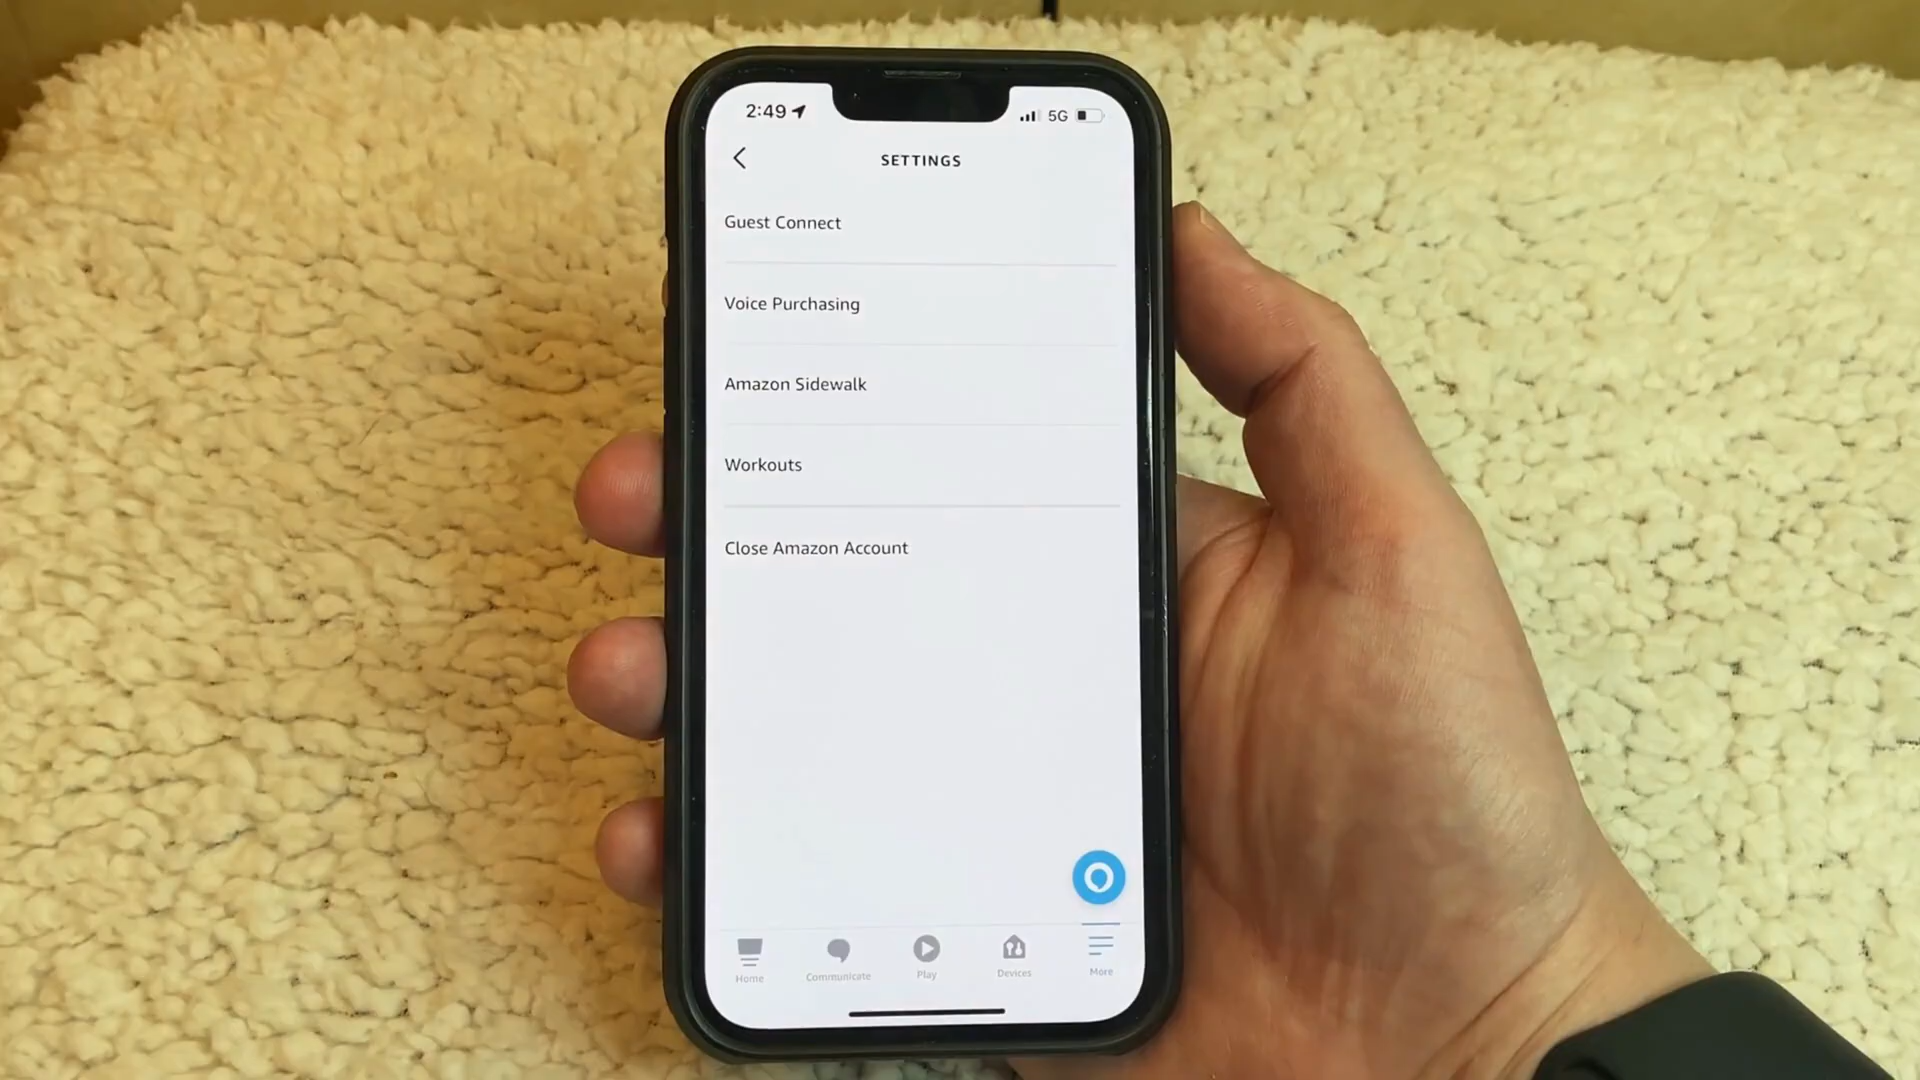 2:49
5G
SETTINGS
Guest Connect
Voice Purchasing
Amazon Sidewalk
Workouts
Close Amazon Account
Home
Communicate
Play
Devices
More